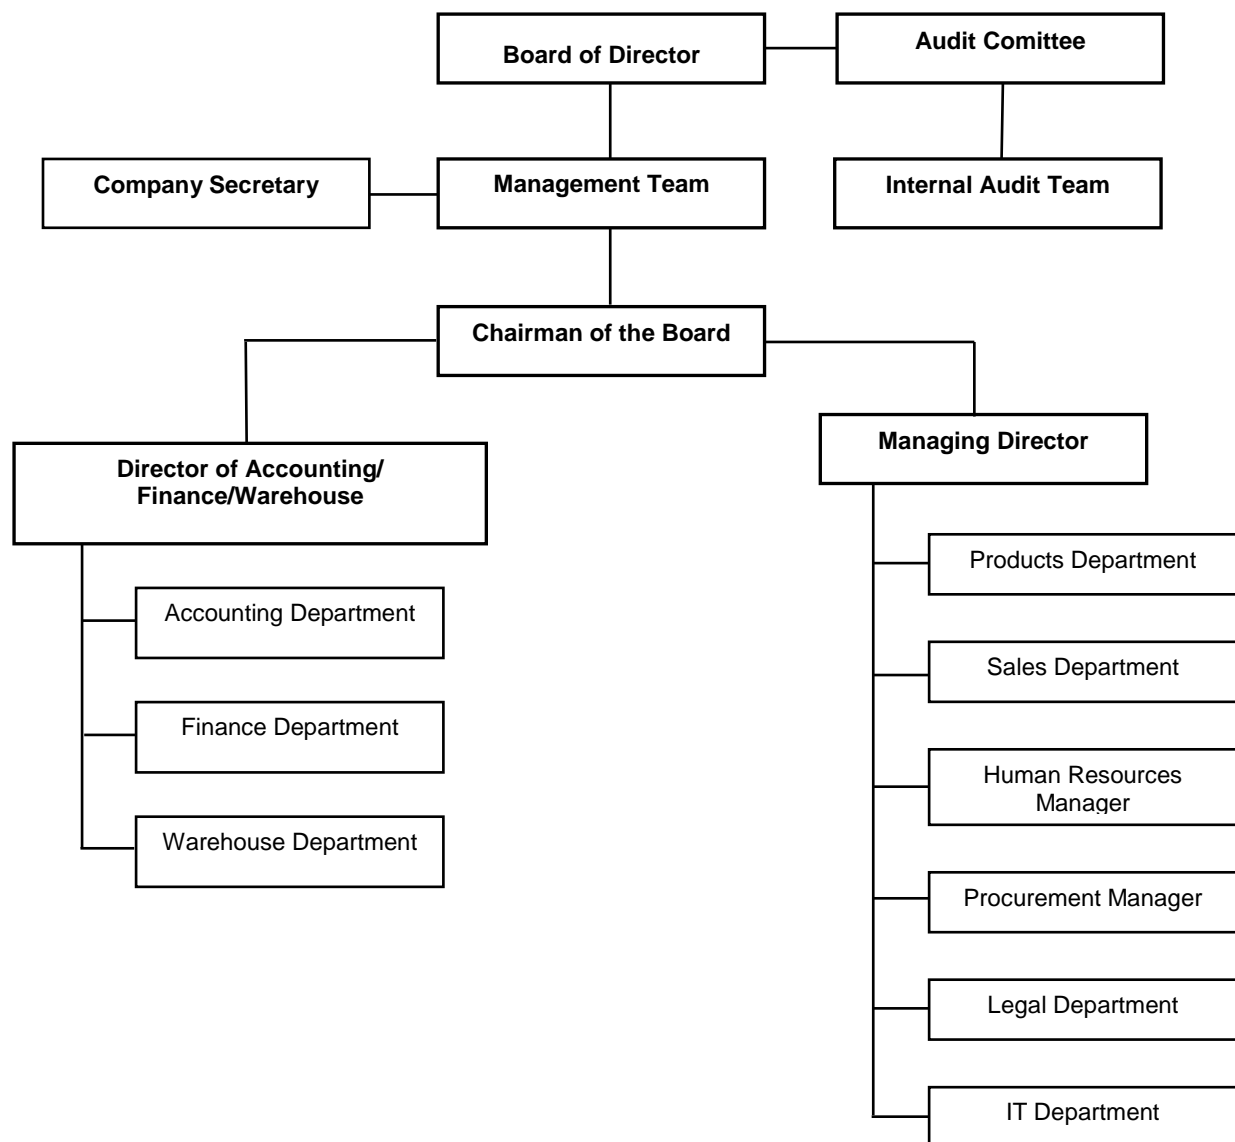 Board of Director
Audit Comittee
Company Secretary
Management Team
Internal Audit Team
Chairman of the Board
Managing Director
Director of Accounting/
Finance/Warehouse
Products Department
Accounting Department
Sales Department
Finance Department
Human Resources
Manager
Warehouse Department
Procurement Manager
Legal Department
IT Department